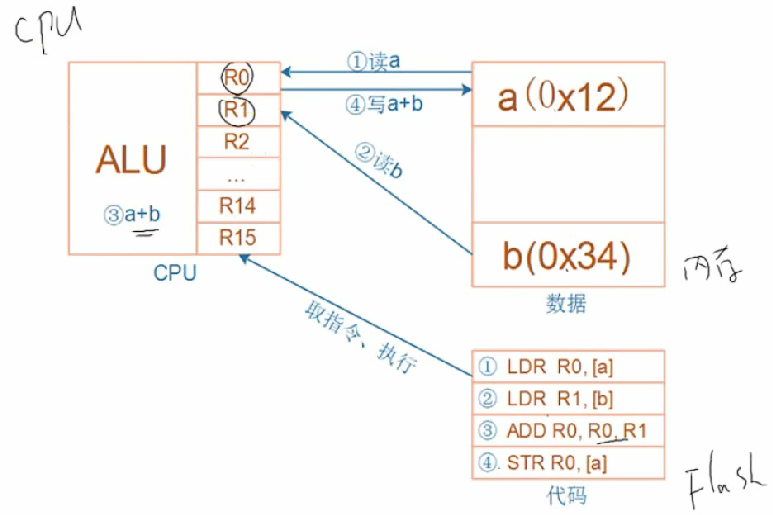 CPU
①读a
R0
a(0x12)
④写a+b
R1
ALU
R2
②读b
...
③a+b
R14
R15
b(0x34)
内存
CPU
数据
取指令、执行
① LDR R0, [a]
② LDR R1, [b]
③ ADD R0, R0, R1
④. STR R0, [a]
代码
Flash